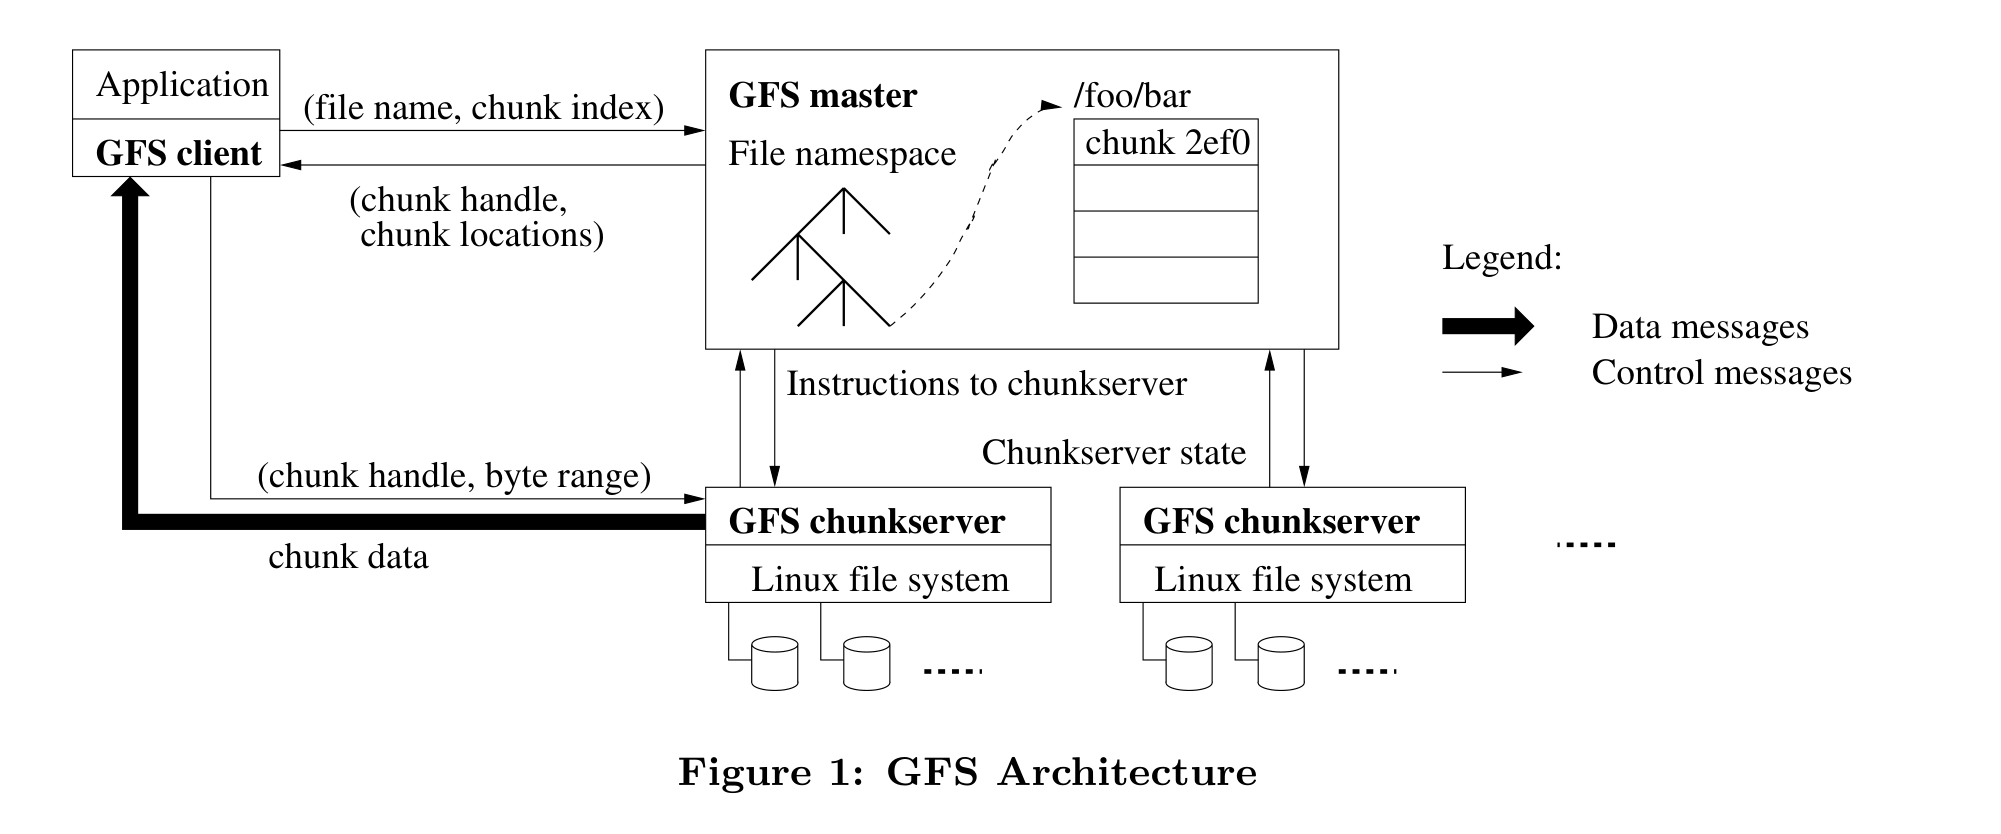 Application
GFS client
(file name, chunk index)
(chunk handle,
chunk locations)
GFS master
File namespace
/foo/bar
chunk 2ef0
Legend:
Data messages
Control messages
Instructions to chunkserver
Chunkserver state
(chunk handle, byte range)
chunk data
GFS chunkserver
Linux file system
GFS chunkserver
Linux file system
Figure 1: GFS Architecture